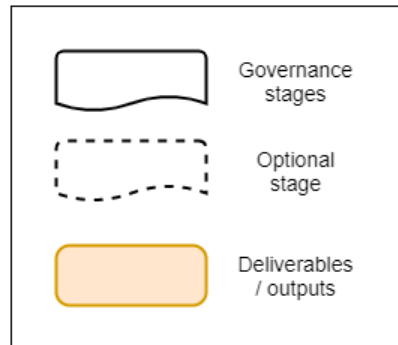 Governance
stages
Optional
stage
Deliverables
/ outputs